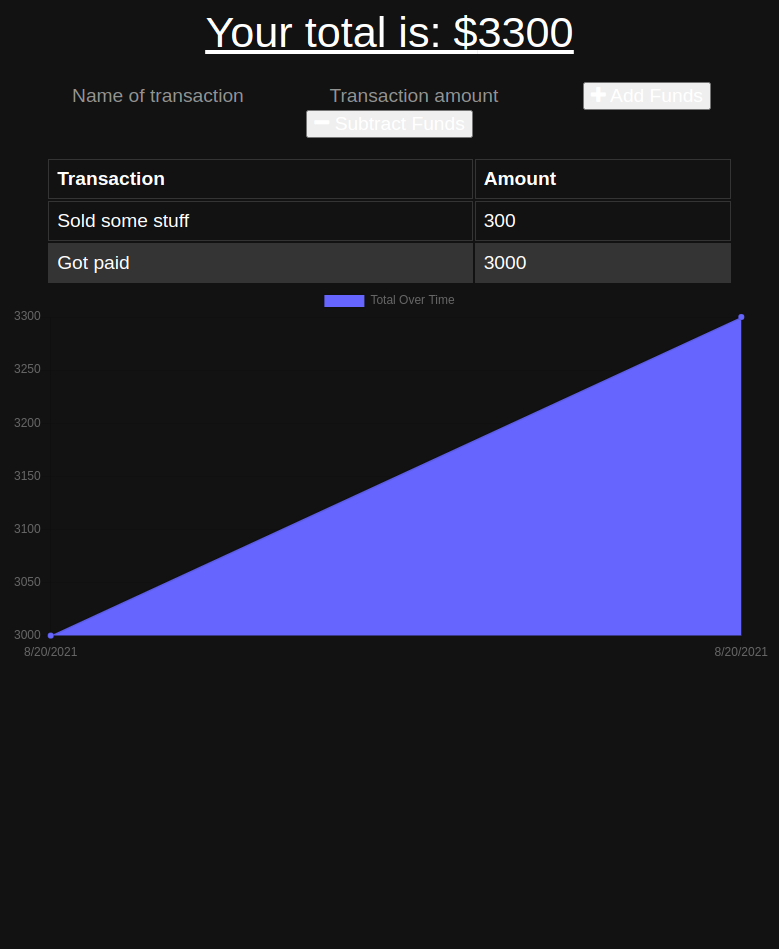 Your total is: $3300
Name of transaction Transaction amount Add Funds
Subtract Funds
Transaction Amount
Sold some stuff 300
Got paid 3000
Total Over Time
3300
3250
3200
3150
3100
3050
3000
8/20/2021 8/20/2021